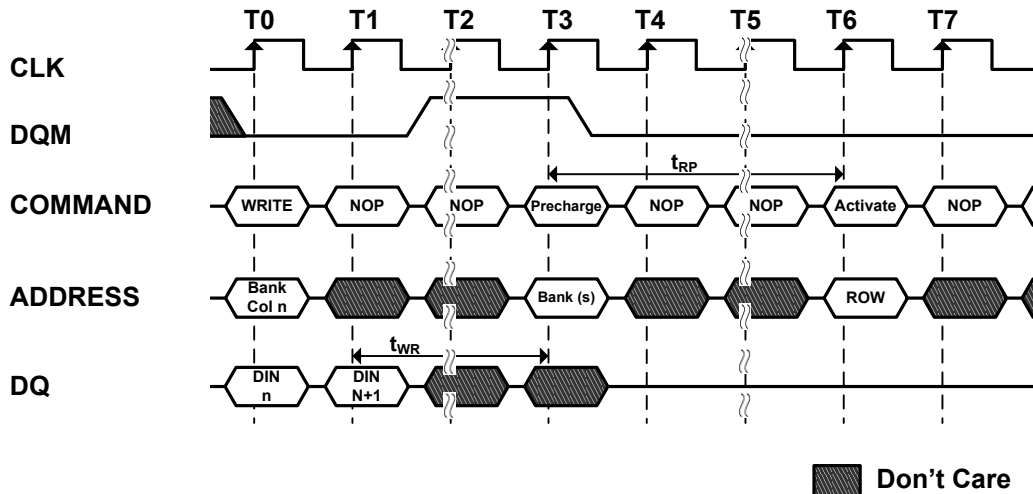 T0 T1 T2 T3 T4 T5 T6 T7
CLK
DQM
tRP
COMMAND WRITE NOP NOP Precharge NOP NOP Activate NOP
ADDRESS Bank Col n Bank (s) ROW
tWR
DQ DIN n DIN N+1
Don't Care